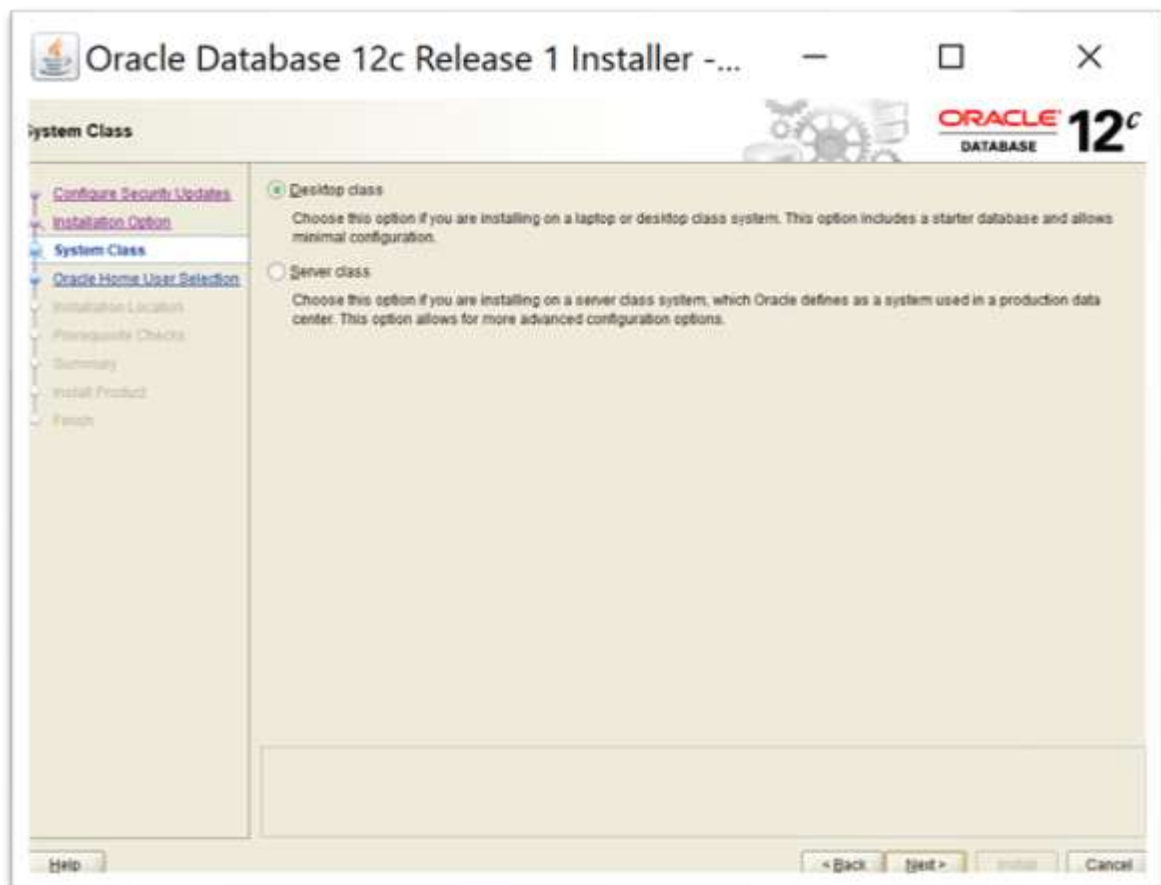 Oracle Database 12c Release 1 Installer -...
System Class
ORACLE 12c
DATABASE
Configure Security Updates
Installation Option
System Class
Oracle Home User Selection
Installation Location
Prerequisite Checks
Summary
Install Product
Finish
Desktop class
Choose this option if you are installing on a laptop or desktop class system. This option includes a starter database and allows
minimal configuration.
Server class
Choose this option if you are installing on a server class system, which Oracle defines as a system used in a production data
center. This option allows for more advanced configuration options.
Help
< Back
Next >
Install
Cancel